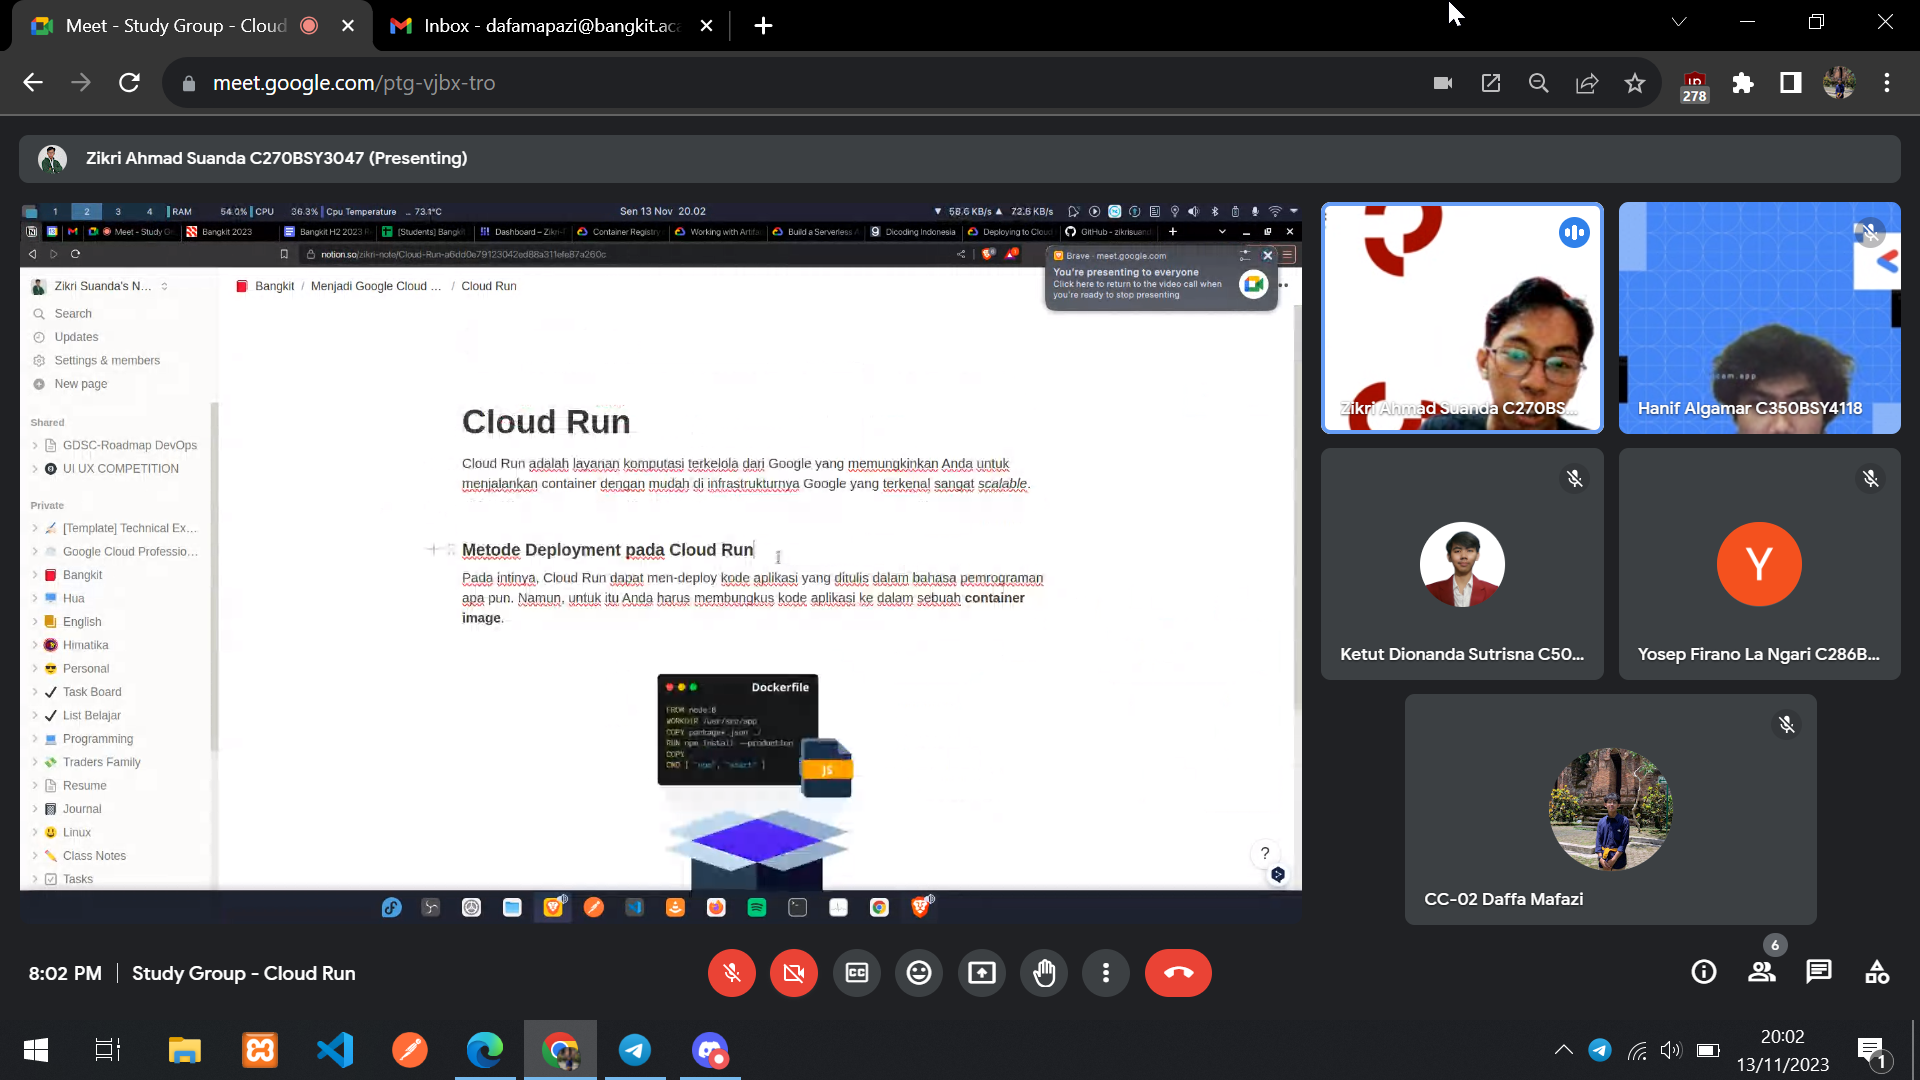 Meet - Study Group - Cloud
Inbox - dafamapazi@bangkit.aca
meet.google.com/ptg-vjbx-tro
278
Zikri Ahmad Suanda C270BSY3047 (Presenting)
1 2 3 4 RAM 54.0% CPU 36.3% Cpu Temperature ... 73.1°C
Sen 13 Nov 20.02
58.6 KB/s 72.6 KB/s
Meet - Study G
Bangkit 2023
Bangkit H2 2023 R
[Students] Bangkit
Dashboard – Zikri-
Container Registry
Working with Artifa
Build a Serverless
Dicoding Indonesia
Deploying to Cloud
GitHub - zikrisuand
notion.so/zikri-note/Cloud-Run-a6dd0e79123042ed88a311efe87a260c
Brave · meet.google.com
You're presenting to everyone
Click here to return to the video call when
you're ready to stop presenting
Zikri Suanda's N...
Bangkit / Menjadi Google Cloud ... / Cloud Run
Search
Updates
Settings & members
New page
Shared
GDSC-Roadmap DevOps
UI UX COMPETITION
Private
[Template] Technical Ex...
Google Cloud Professio...
Bangkit
Hua
English
Himatika
Personal
Task Board
List Belajar
Programming
Traders Family
Resume
Journal
Linux
Class Notes
Tasks
Cloud Run
Cloud Run adalah layanan komputasi terkelola dari Google yang memungkinkan Anda untuk
menjalankan container dengan mudah di infrastrukturnya Google yang terkenal sangat scalable.
Metode Deployment pada Cloud Run
Pada intinya, Cloud Run dapat men-deploy kode aplikasi yang ditulis dalam bahasa pemrograman
apa pun. Namun, untuk itu Anda harus membungkus kode aplikasi ke dalam sebuah container
image.
Dockerfile
FROM node:8
WORKDIR /usr/src/app
COPY package*.json ./
RUN npm install --production
COPY
CMD [ "npm", "start" ]
JS
?
Zikri Ahmad Suanda C270BS...
Hanif Algamar C350BSY4118
Ketut Dionanda Sutrisna C50...
Y
Yosep Firano La Ngari C286B...
CC-02 Daffa Mafazi
8:02 PM
Study Group - Cloud Run
CC
6
20:02
13/11/2023
1